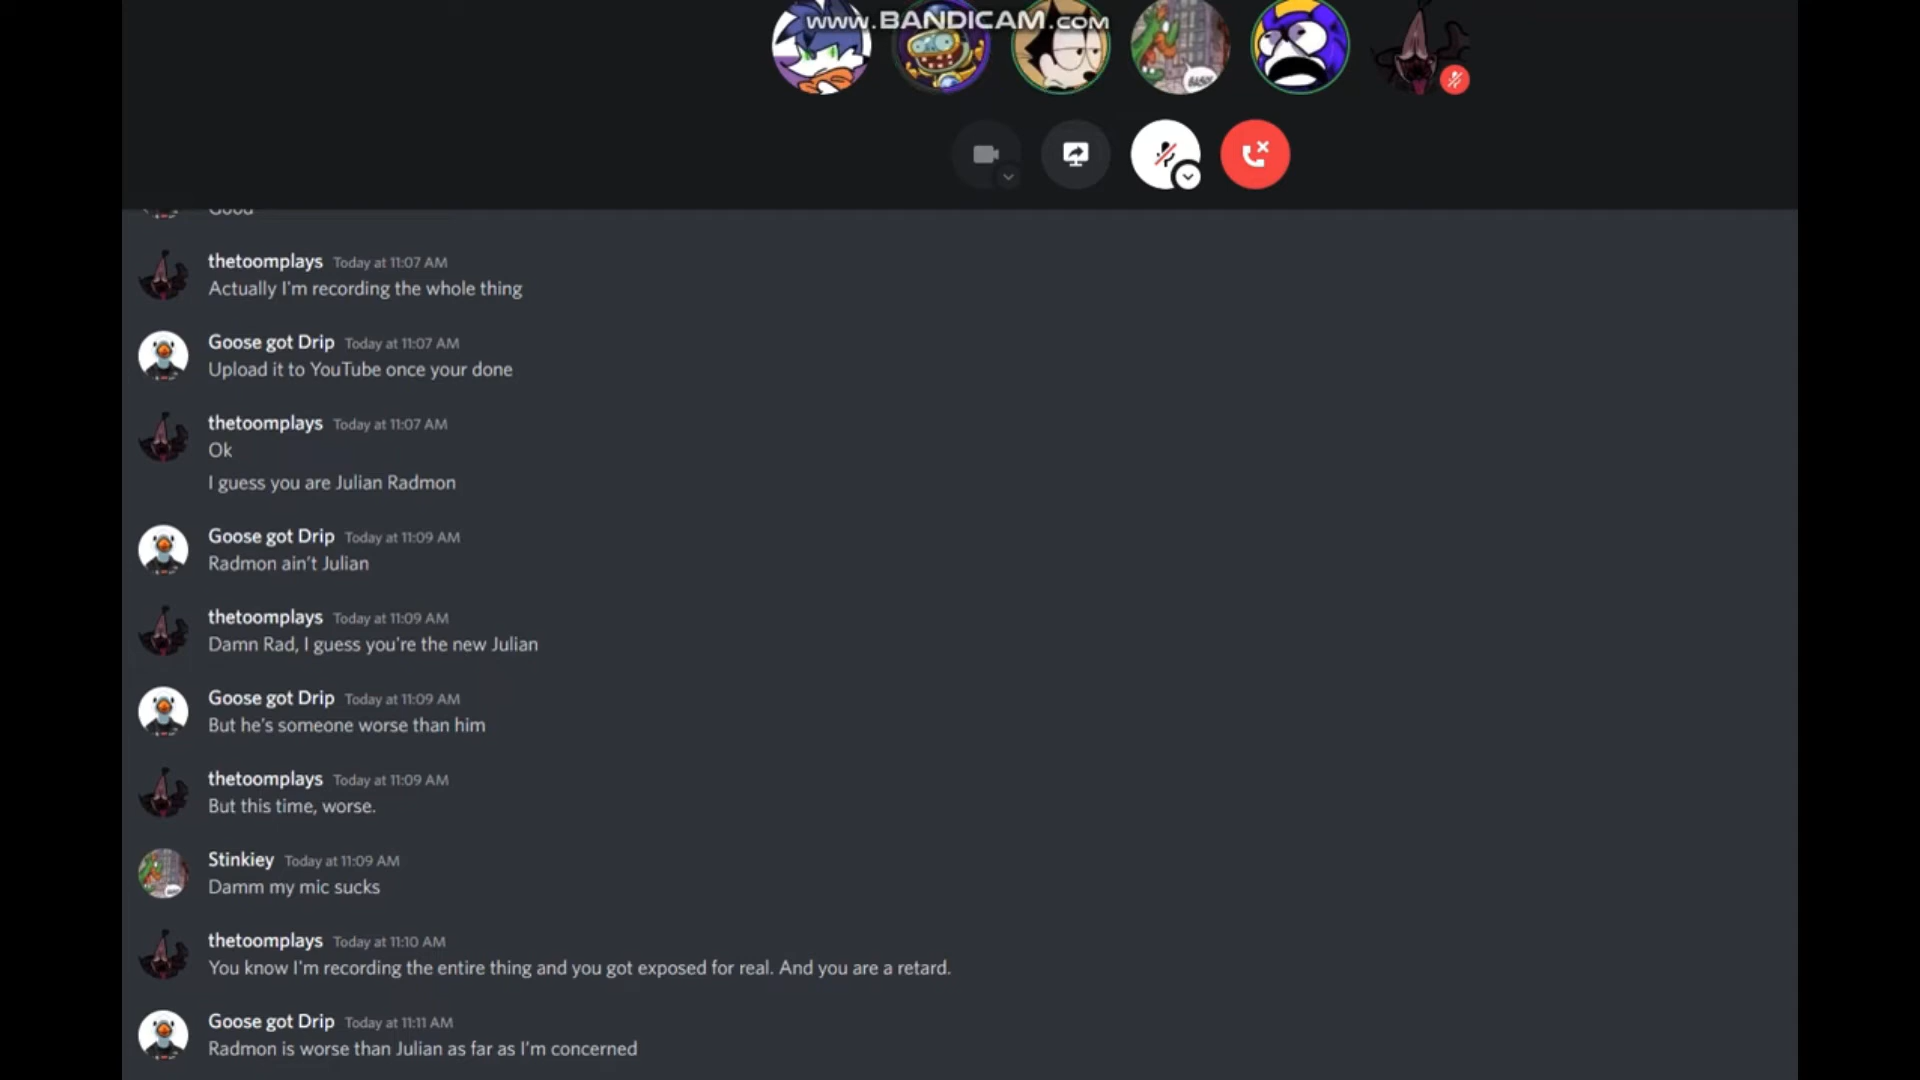 www.BANDICAM.com
BASO!
Good
thetoomplays Today at 11:07 AM
Actually I'm recording the whole thing
Goose got Drip Today at 11:07 AM
Upload it to YouTube once your done
thetoomplays Today at 11:07 AM
Ok
I guess you are Julian Radmon
Goose got Drip Today at 11:09 AM
Radmon ain't Julian
thetoomplays Today at 11:09 AM
Damn Rad, I guess you're the new Julian
Goose got Drip Today at 11:09 AM
But he's someone worse than him
thetoomplays Today at 11:09 AM
But this time, worse.
Stinkiey Today at 11:09 AM
Damm my mic sucks
thetoomplays Today at 11:10 AM
You know I'm recording the entire thing and you got exposed for real. And you are a retard.
Goose got Drip Today at 11:11 AM
Radmon is worse than Julian as far as I'm concerned